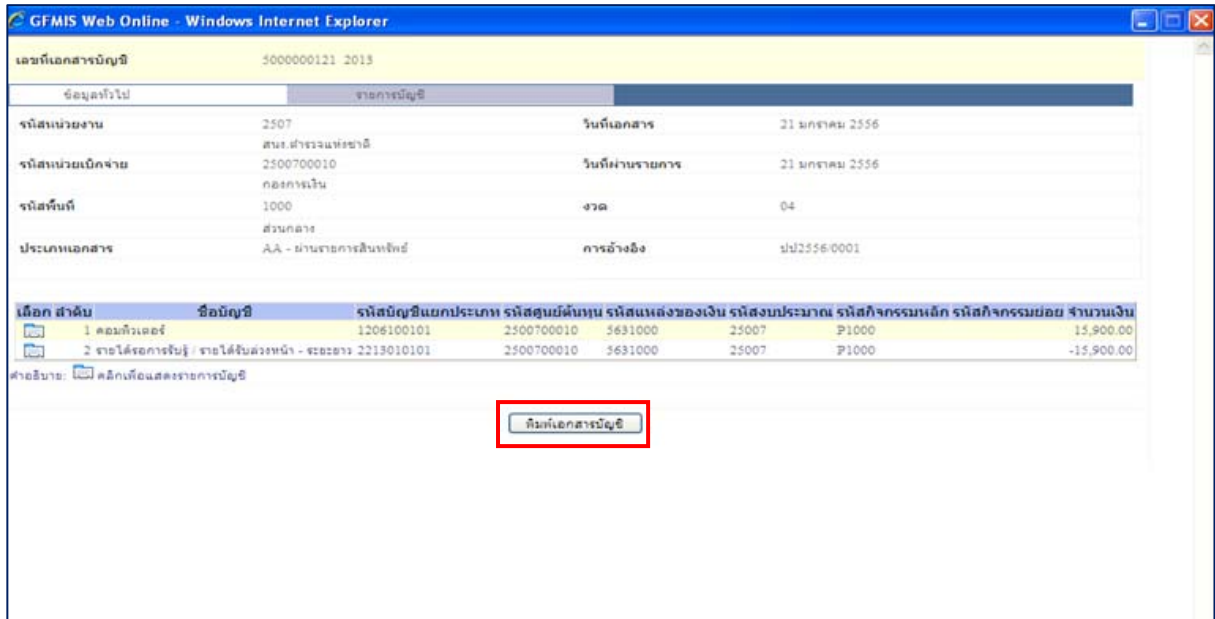 GFMIS Web Online - Windows Internet Explorer
เลขที่เอกสารบัญชี 5000000121 2013
ข้อมูลทั่วไป รายการบัญชี
รหัสหน่วยงาน 2507 วันที่เอกสาร 21 มกราคม 2556
สนง.ตำรวจแห่งชาติ
รหัสหน่วยเบิกจ่าย 2500700010 วันที่ผ่านรายการ 21 มกราคม 2556
กองการเงิน
รหัสพื้นที่ 1000 งวด 04
ส่วนกลาง
ประเภทเอกสาร AA - ผ่านรายการสินทรัพย์ การอ้างอิง ปป2556/0001
เลือก ลำดับ ชื่อบัญชี รหัสบัญชีแยกประเภท รหัสศูนย์ต้นทุน รหัสแหล่งของเงิน รหัสงบประมาณ รหัสกิจกรรมหลัก รหัสกิจกรรมย่อย จำนวนเงิน
1 คอมพิวเตอร์ 1206100101 2500700010 5631000 25007 P1000 15,900.00
2 รายได้รอการรับรู้ / รายได้รับล่วงหน้า - ระยะยาว 2213010101 2500700010 5631000 25007 P1000 -15,900.00
คำอธิบาย: คลิกเพื่อแสดงรายการบัญชี
พิมพ์เอกสารบัญชี